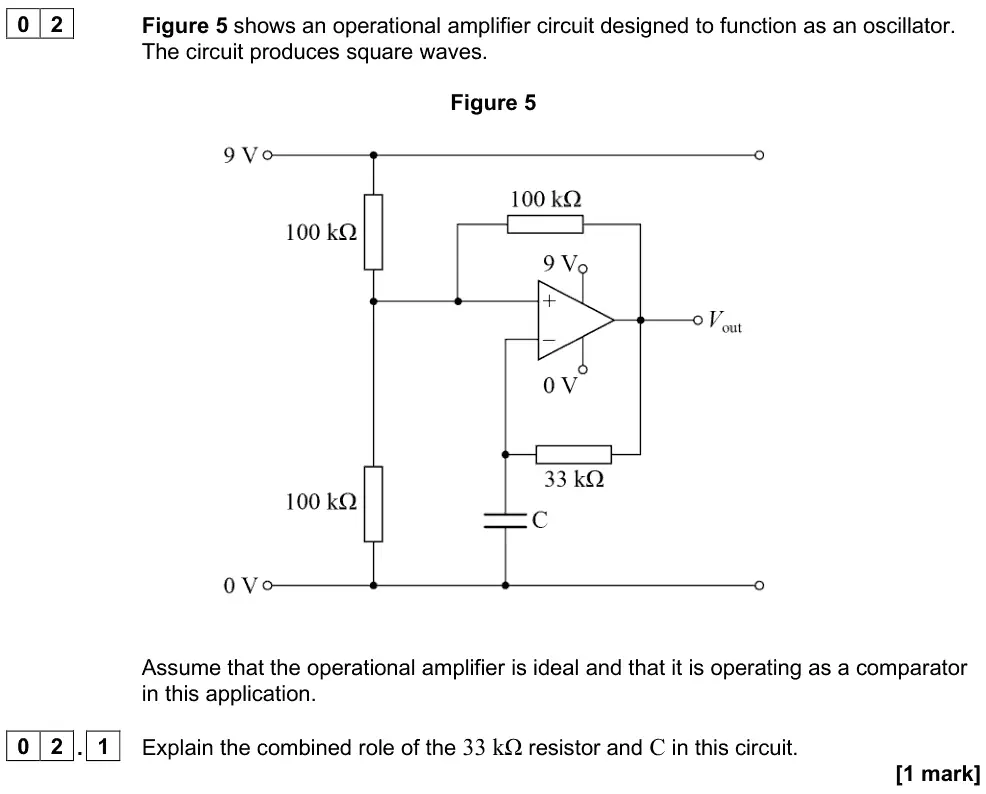 0 2
Figure 5 shows an operational amplifier circuit designed to function as an oscillator.
The circuit produces square waves.
Figure 5
9 V
100 kΩ
100 kΩ
9 V
+
Vout
−
0 V
33 kΩ
100 kΩ
C
0 V
Assume that the operational amplifier is ideal and that it is operating as a comparator
in this application.
0 2 . 1 Explain the combined role of the 33 kΩ resistor and C in this circuit.
[1 mark]